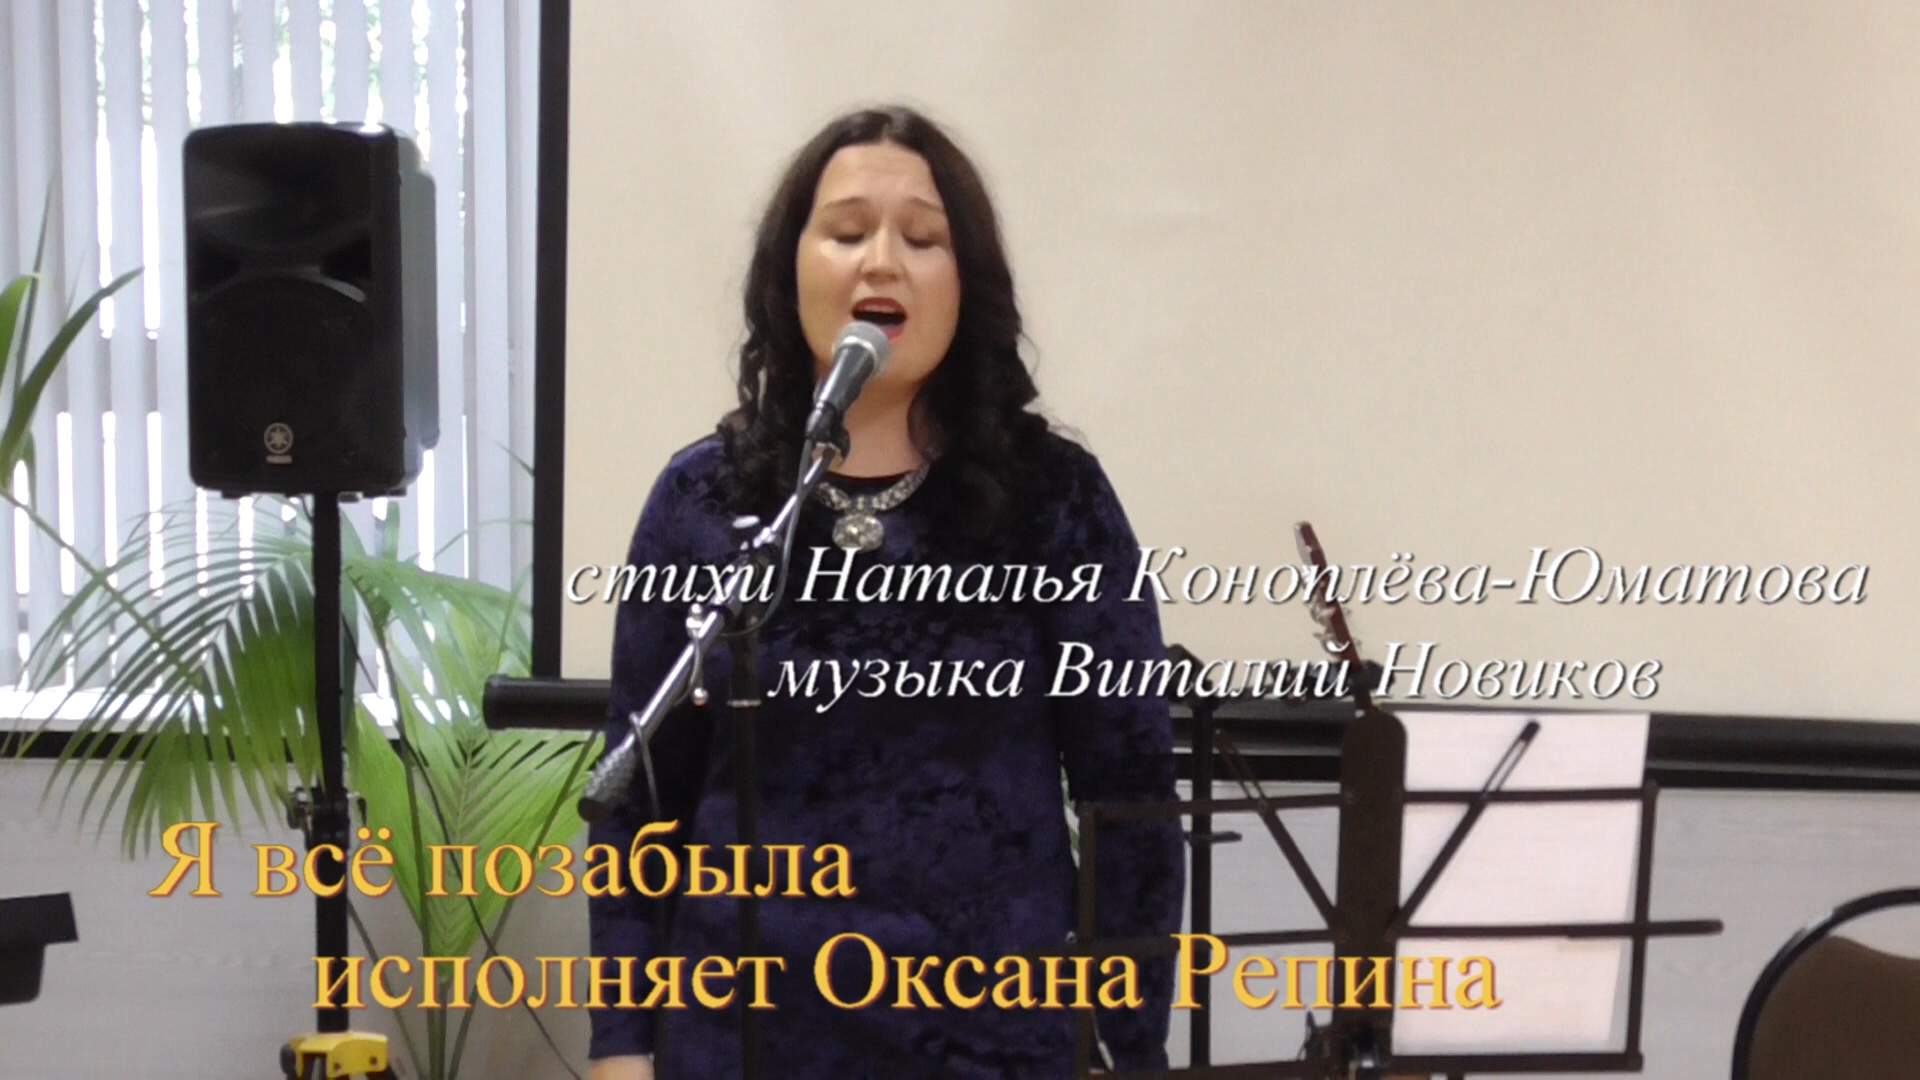 стихи Наталья Коноплёва-Юматова
музыка Виталий Новиков
Я всё позабыла
исполняет Оксана Репина